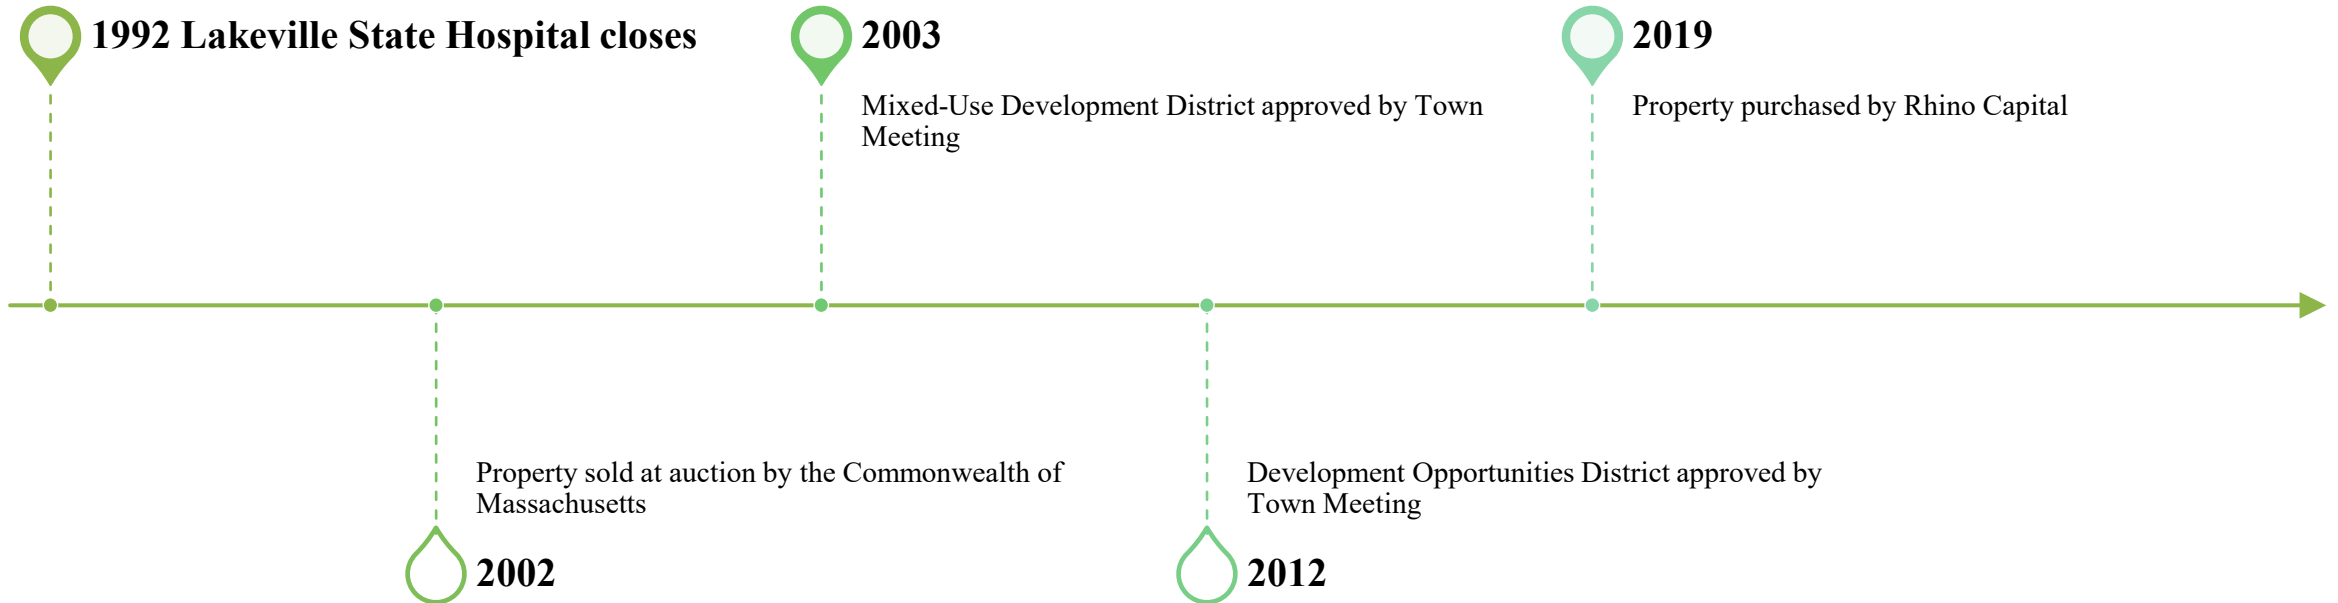 1992 Lakeville State Hospital closes
2003
Mixed-Use Development District approved by Town
Meeting
2019
Property purchased by Rhino Capital
Property sold at auction by the Commonwealth of
Massachusetts
2002
Development Opportunities District approved by
Town Meeting
2012